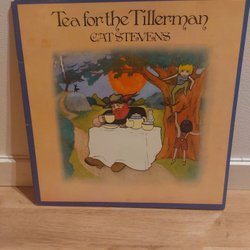 Tea for the Tillerman
CAT STEVENS